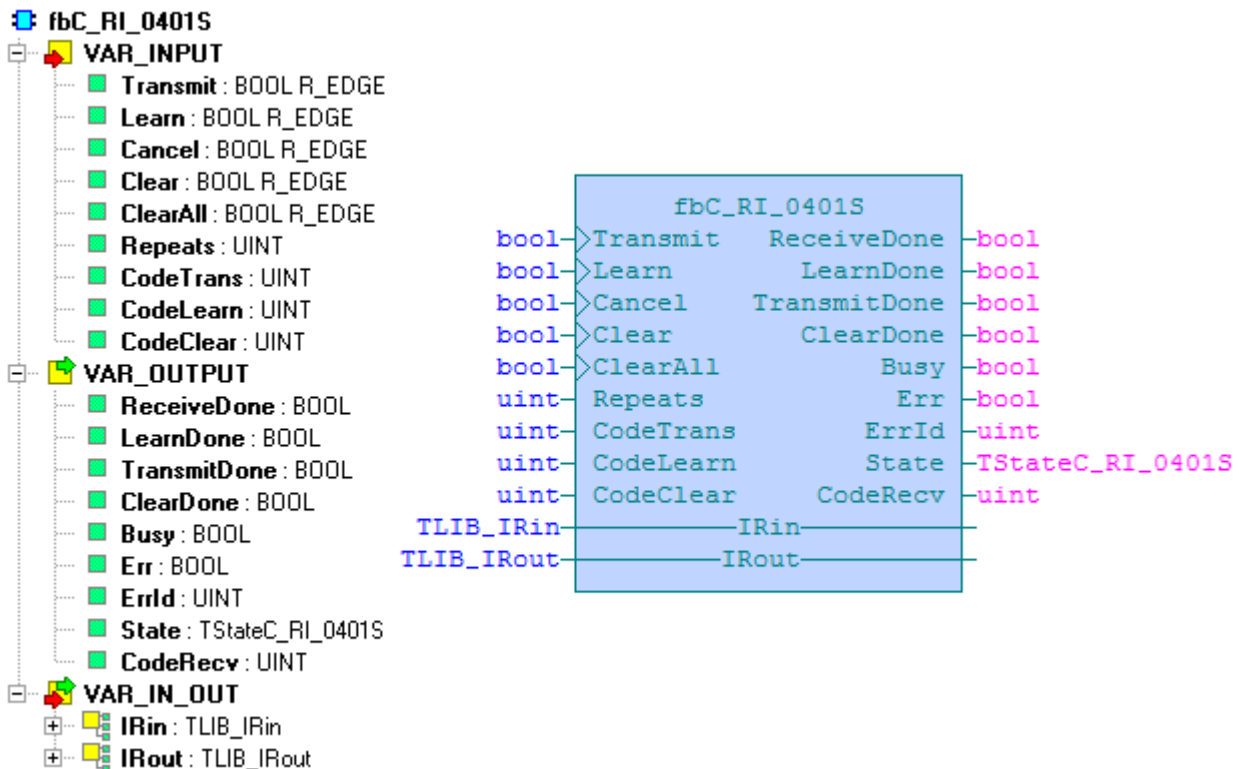 fbC_RI_0401S
VAR_INPUT
Transmit : BOOL R_EDGE
Learn : BOOL R_EDGE
Cancel : BOOL R_EDGE
Clear : BOOL R_EDGE
ClearAll : BOOL R_EDGE
Repeats : UINT
CodeTrans : UINT
CodeLearn : UINT
CodeClear : UINT
VAR_OUTPUT
ReceiveDone : BOOL
LearnDone : BOOL
TransmitDone : BOOL
ClearDone : BOOL
Busy : BOOL
Err : BOOL
ErrId : UINT
State : TStateC_RI_0401S
CodeRecv : UINT
VAR_IN_OUT
IRin : TLIB_IRin
IRout : TLIB_IRout
fbC_RI_0401S
bool Transmit ReceiveDone bool
bool Learn LearnDone bool
bool Cancel TransmitDone bool
bool Clear ClearDone bool
bool ClearAll Busy bool
uint Repeats Err bool
uint CodeTrans ErrId uint
uint CodeLearn State TStateC_RI_0401S
uint CodeClear CodeRecv uint
TLIB_IRin IRin
TLIB_IRout IRout